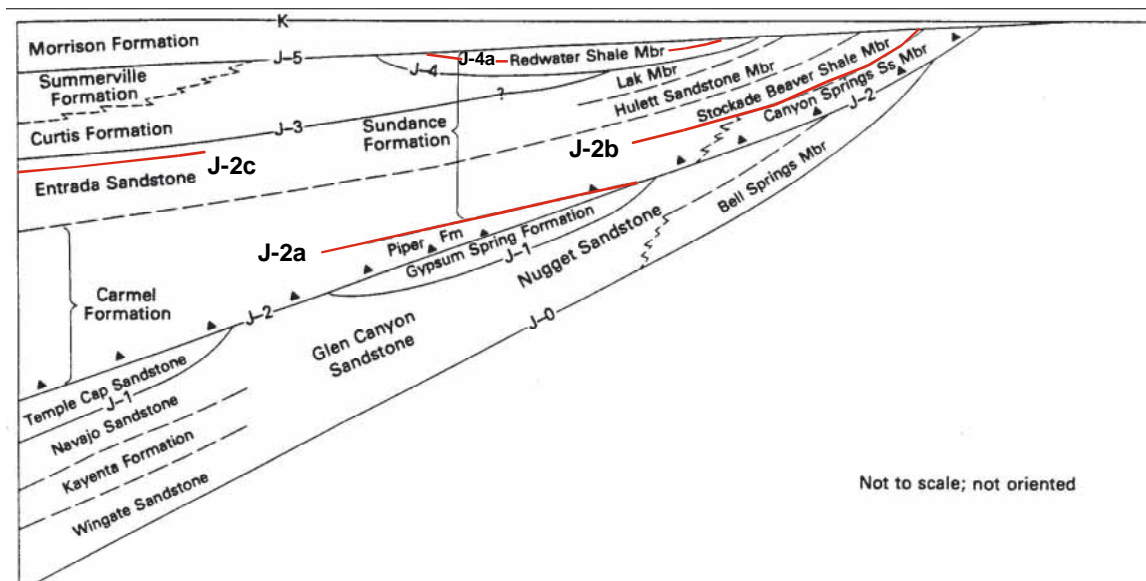 K
Morrison Formation
J-5
J-4a
Redwater Shale Mbr
J-4
Summerville
Formation
Lak Mbr
Hulett Sandstone Mbr
Stockade Beaver Shale Mbr
Canyon Springs Ss Mbr
J-2
?
Curtis Formation
J-3
Sundance
Formation
J-2b
J-2c
Entrada Sandstone
Bell Springs Mbr
J-2a
Piper Fm
Gypsum Spring Formation
J-1
Nugget Sandstone
Carmel
Formation
J-2
J-0
Glen Canyon
Sandstone
Temple Cap Sandstone
J-1
Navajo Sandstone
Kayenta Formation
Wingate Sandstone
Not to scale; not oriented